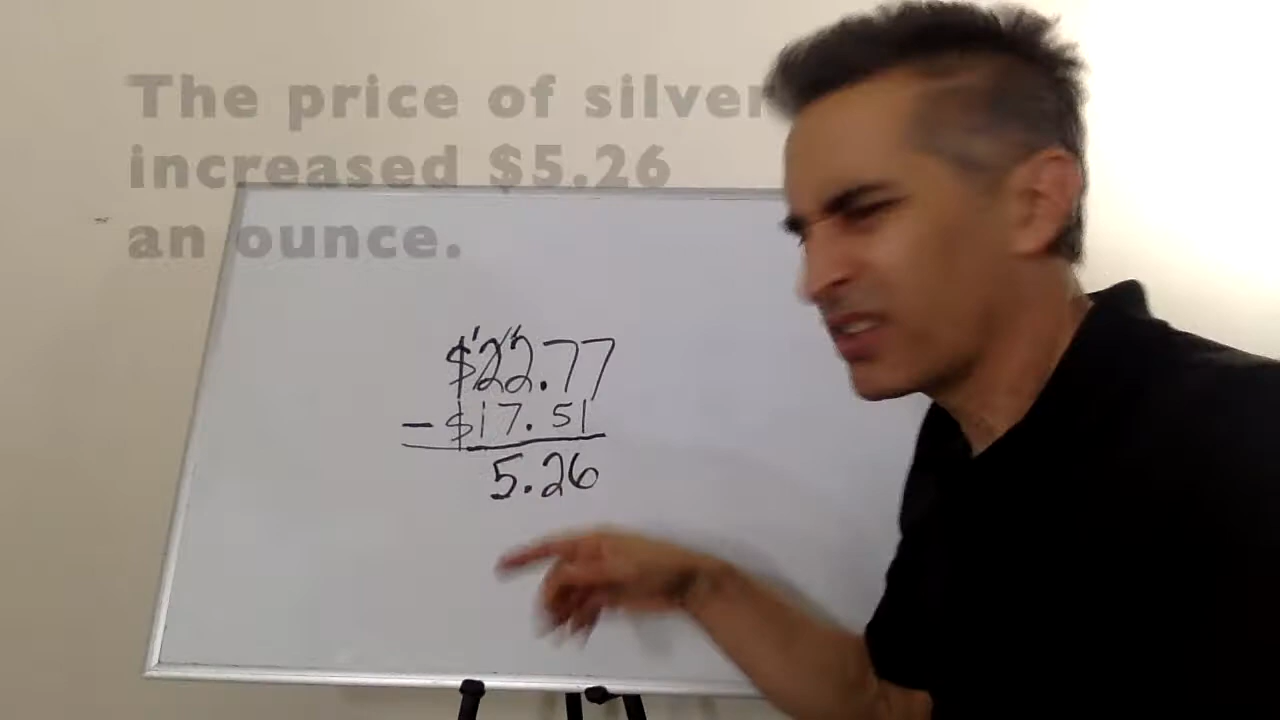 The price of silver
increased $5.26
an ounce.
$22.77
- $17.51
5.26